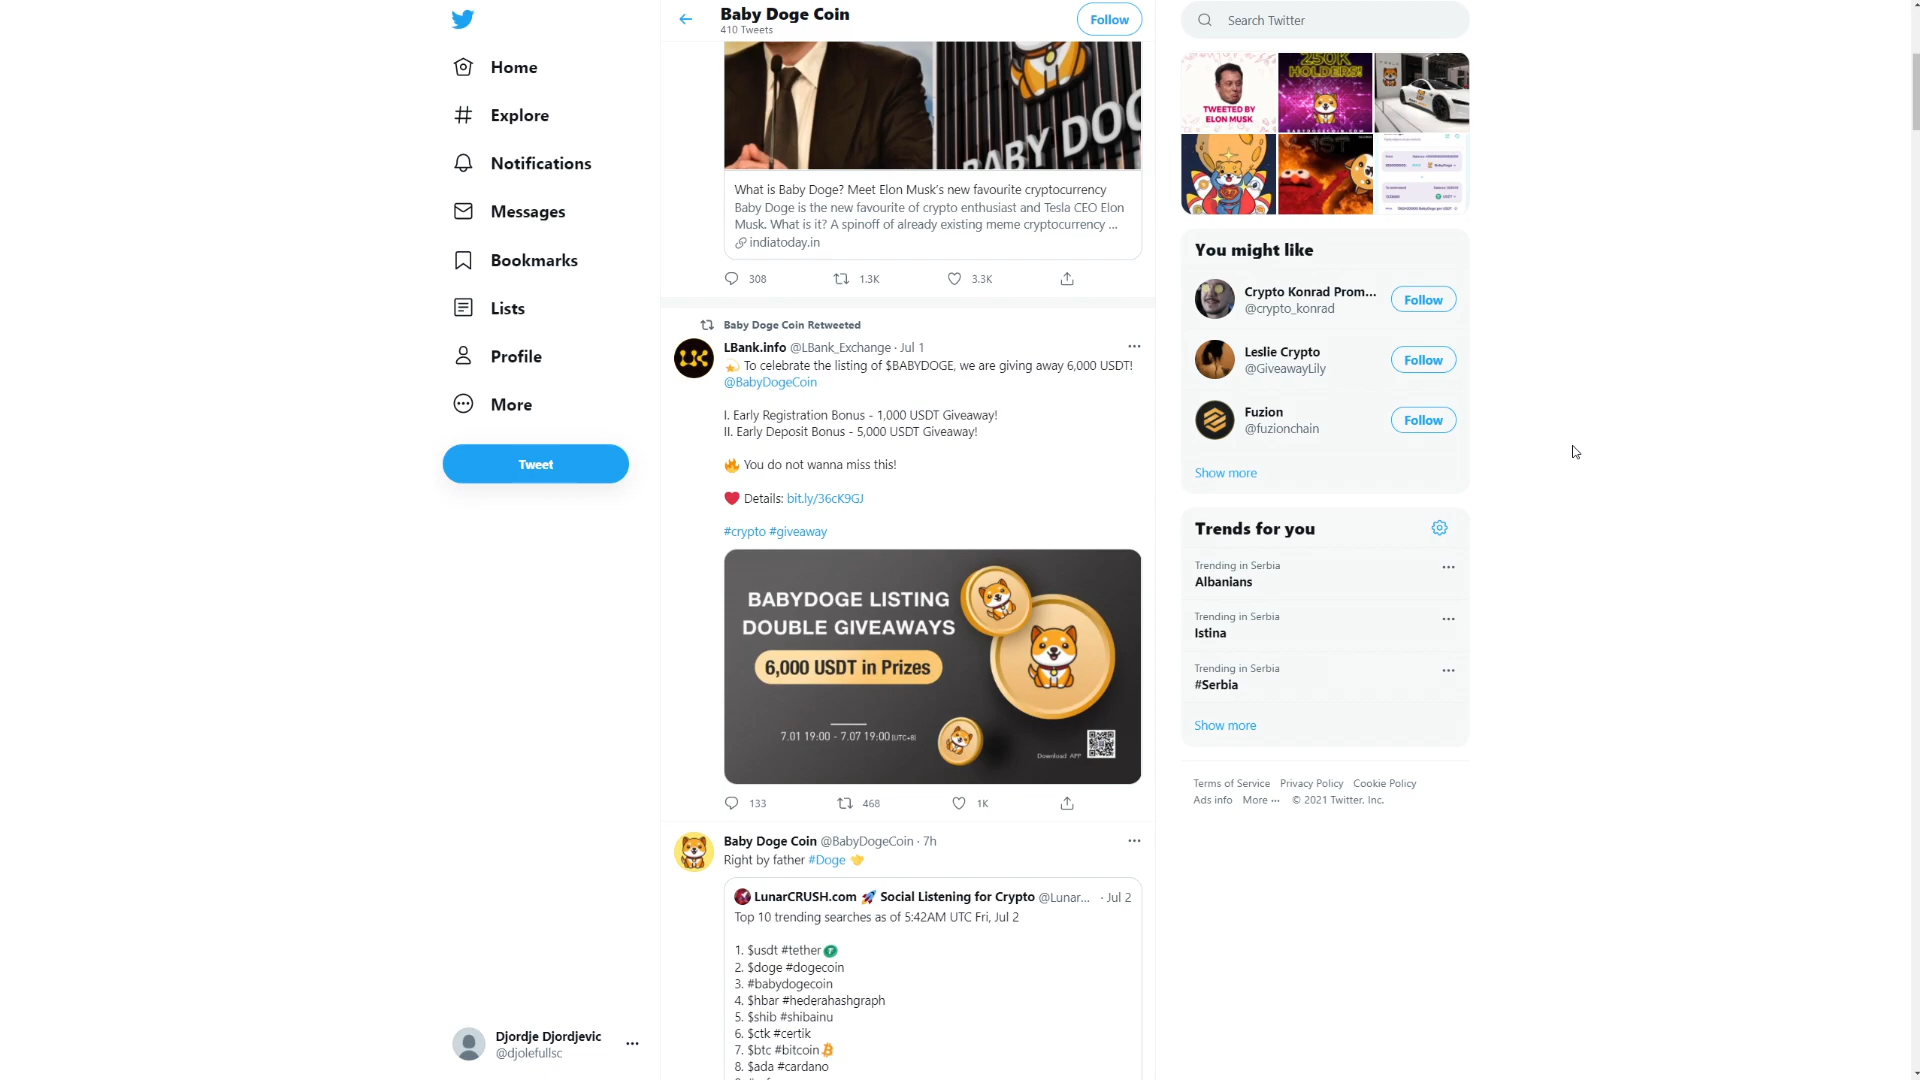 Home
Explore
Notifications
Messages
Bookmarks
Lists
Profile
More
Tweet
Djordje Djordjevic
@djolefullsc
Baby Doge Coin
410 Tweets
Follow
BABY DOG
What is Baby Doge? Meet Elon Musk's new favourite cryptocurrency
Baby Doge is the new favourite of crypto enthusiast and Tesla CEO Elon
Musk. What is it? A spinoff of already existing meme cryptocurrency ...
indiatoday.in
308 1.3K 3.3K
Baby Doge Coin Retweeted
LBank.info @LBank_Exchange · Jul 1
To celebrate the listing of $BABYDOGE, we are giving away 6,000 USDT!
@BabyDogeCoin
I. Early Registration Bonus - 1,000 USDT Giveaway!
II. Early Deposit Bonus - 5,000 USDT Giveaway!
You do not wanna miss this!
Details: bit.ly/36cK9GJ
#crypto #giveaway
BABYDOGE LISTING
DOUBLE GIVEAWAYS
6,000 USDT in Prizes
7.01 19:00 - 7.07 19:00 (UTC+8)
Download APP
133 468 1K
Baby Doge Coin @BabyDogeCoin · 7h
Right by father #Doge
LunarCRUSH.com Social Listening for Crypto @Lunar... · Jul 2
Top 10 trending searches as of 5:42AM UTC Fri, Jul 2
1. $usdt #tether
2. $doge #dogecoin
3. #babydogecoin
4. $hbar #hederahashgraph
5. $shib #shibainu
6. $ctk #certik
7. $btc #bitcoin
8. $ada #cardano
Search Twitter
TWEETED BY
ELON MUSK
250K
HOLDERS!
BABYDOGECOIN.COM
1ST
You might like
Crypto Konrad Prom...
@crypto_konrad
Follow
Leslie Crypto
@GiveawayLily
Follow
Fuzion
@fuzionchain
Follow
Show more
Trends for you
Trending in Serbia
Albanians
Trending in Serbia
Istina
Trending in Serbia
#Serbia
Show more
Terms of Service Privacy Policy Cookie Policy
Ads info More ··· © 2021 Twitter, Inc.